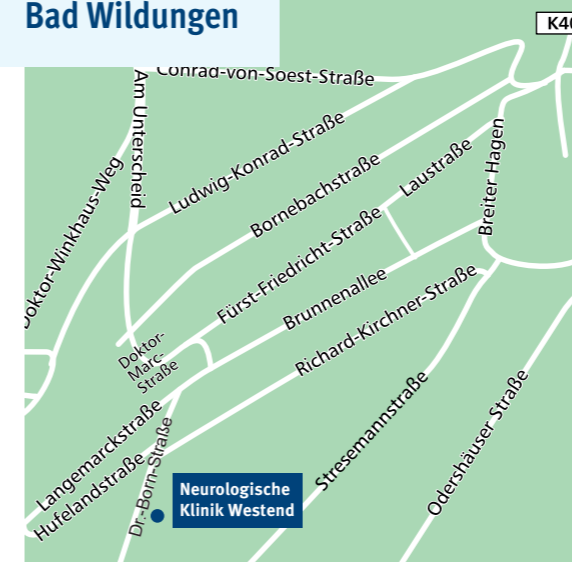 Bad Wildungen
K40
Conrad-von-Soest-Straße
Am Unterscheid
Doktor-Winkhaus-Weg
Ludwig-Konrad-Straße
Bornebachstraße
Laustraße
Breiter Hagen
Fürst-Friedricht-Straße
Brunnenallee
Richard-Kirchner-Straße
Doktor-
Marc-
Straße
Langemarckstraße
Hufelandstraße
Dr.-Born-Straße
Stresemannstraße
Odershäuser Straße
Neurologische
Klinik Westend